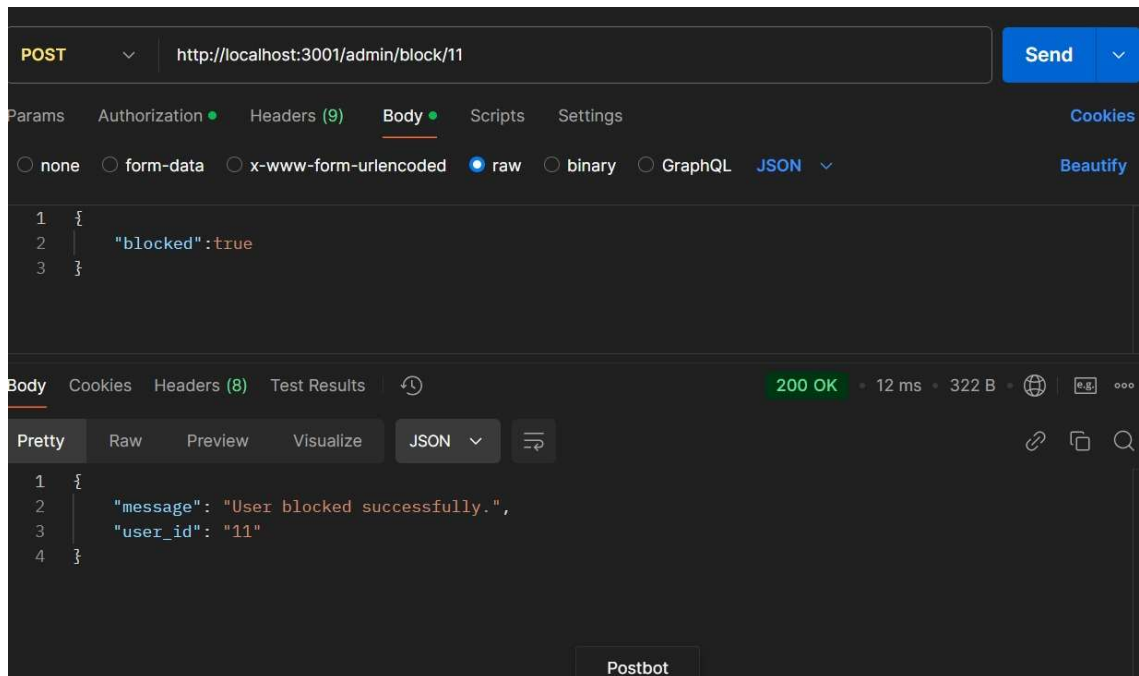 POST http://localhost:3001/admin/block/11 Send
Params Authorization Headers (9) Body Scripts Settings Cookies
none form-data x-www-form-urlencoded raw binary GraphQL JSON Beautify
1 {
2 "blocked":true
3 }
Body Cookies Headers (8) Test Results 200 OK 12 ms 322 B e.g.
Pretty Raw Preview Visualize JSON
1 {
2 "message": "User blocked successfully.",
3 "user_id": "11"
4 }
Postbot